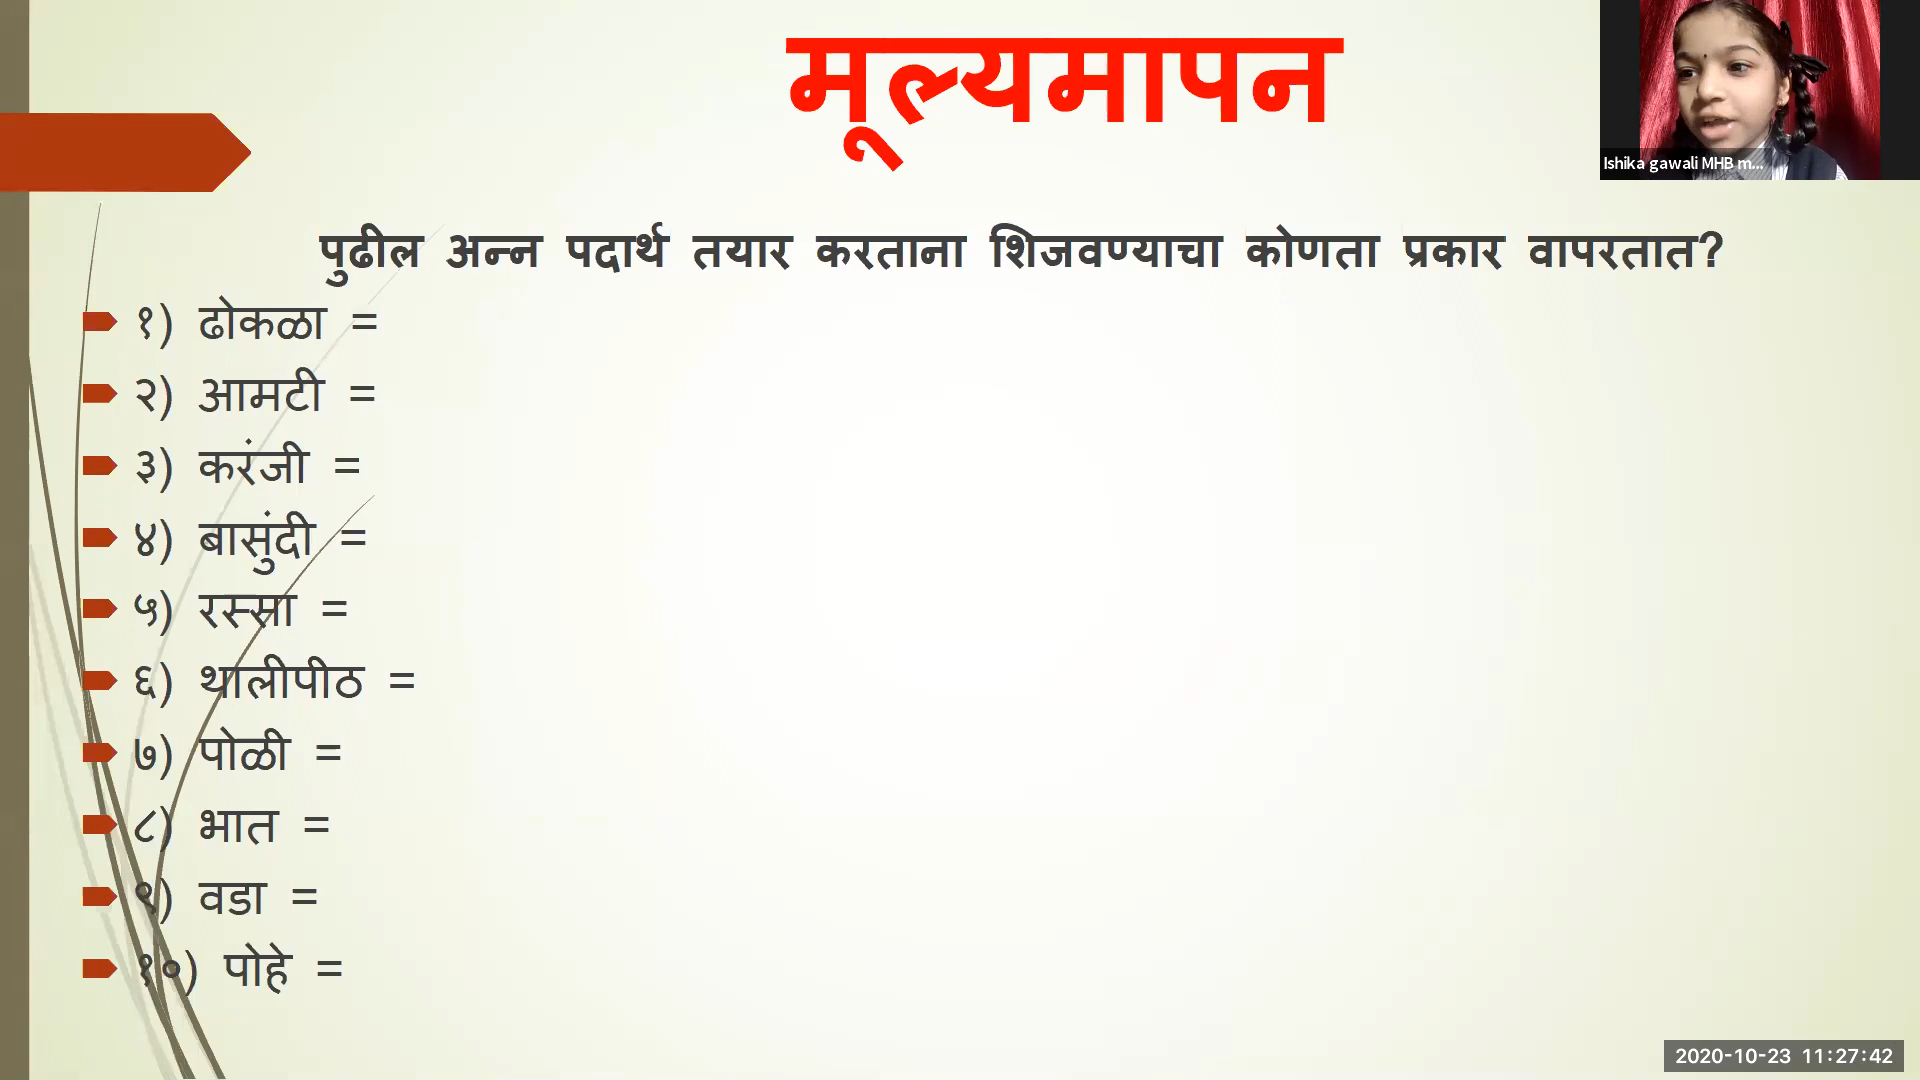 मूल्यमापन
Ishika gawali MHB m...
पुढील अन्न पदार्थ तयार करताना शिजवण्याचा कोणता प्रकार वापरतात?
१) ढोकळा =
२) आमटी =
३) करंजी =
४) बासुंदी =
५) रस्सा =
६) थालीपीठ =
७) पोळी =
८) भात =
९) वडा =
१०) पोहे =
2020-10-23 11:27:42